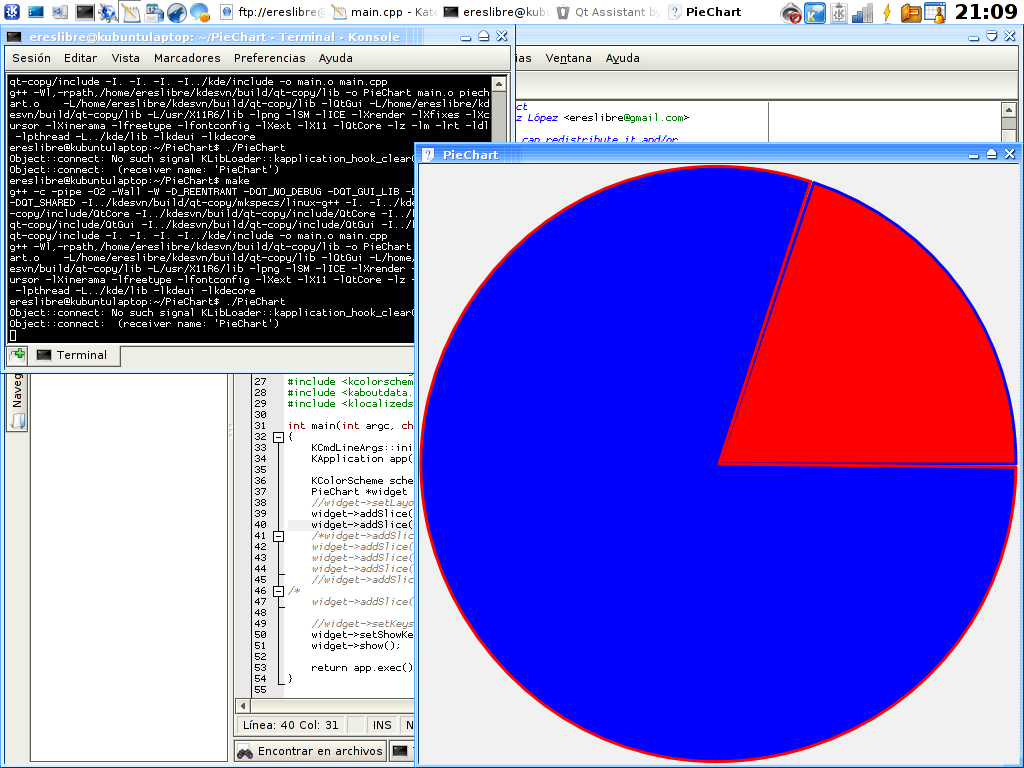 ftp://ereslibre@
main.cpp - Kate
ereslibre@kubu
Qt Assistant by
PieChart
21:09
ereslibre@kubuntulaptop: ~/PieChart - Terminal - Konsole
Sesión Editar Vista Marcadores Preferencias Ayuda
qt-copy/include -I. -I. -I. -I../kde/include -o main.o main.cpp
g++ -Wl,-rpath,/home/ereslibre/kdesvn/build/qt-copy/lib -o PieChart main.o piech
art.o -L/home/ereslibre/kdesvn/build/qt-copy/lib -lQtGui -L/home/ereslibre/kd
esvn/build/qt-copy/lib -L/usr/X11R6/lib -lpng -lSM -lICE -lXrender -lXfixes -lXc
ursor -lXinerama -lfreetype -lfontconfig -lXext -lX11 -lQtCore -lz -lm -lrt -ldl
-lpthread -L../kde/lib -lkdeui -lkdecore
ereslibre@kubuntulaptop:~/PieChart$ ./PieChart
Object::connect: No such signal KLibLoader::kapplication_hook_clear
Object::connect: (receiver name: 'PieChart')
ereslibre@kubuntulaptop:~/PieChart$ make
g++ -c -pipe -O2 -Wall -W -D_REENTRANT -DQT_NO_DEBUG -DQT_GUI_LIB -D
-DQT_SHARED -I../kdesvn/build/qt-copy/mkspecs/linux-g++ -I. -I../kd
-copy/include/QtCore -I../kdesvn/build/qt-copy/include/QtCore -I../
qt-copy/include/QtGui -I../kdesvn/build/qt-copy/include/QtGui -I../
qt-copy/include -I. -I. -I. -I../kde/include -o main.o main.cpp
g++ -Wl,-rpath,/home/ereslibre/kdesvn/build/qt-copy/lib -o PieChart
art.o -L/home/ereslibre/kdesvn/build/qt-copy/lib -lQtGui -L/home/e
esvn/build/qt-copy/lib -L/usr/X11R6/lib -lpng -lSM -lICE -lXrender -
ursor -lXinerama -lfreetype -lfontconfig -lXext -lX11 -lQtCore -lz -
-lpthread -L../kde/lib -lkdeui -lkdecore
ereslibre@kubuntulaptop:~/PieChart$ ./PieChart
Object::connect: No such signal KLibLoader::kapplication_hook_clear
Object::connect: (receiver name: 'PieChart')
Terminal
ias Ventana Ayuda
ct
z López <ereslibre@gmail.com>
can redistribute it and/or
PieChart
Naveg
27 #include <kcolorschem
28 #include <kaboutdata.
29 #include <klocalizeds
30
31 int main(int argc, ch
32 {
33 KCmdLineArgs::ini
34 KApplication app(
35
36 KColorScheme sche
37 PieChart *widget
38 //widget->setLayo
39 widget->addSlice(
40 widget->addSlice(
41 /*widget->addSlic
42 widget->addSlice(
43 widget->addSlice(
44 widget->addSlice(
45 //widget->addSlic
46 /*
47 widget->addSlice(
48
49 //widget->setKeys
50 widget->setShowKe
51 widget->show();
52
53 return app.exec()
54 }
55
Línea: 40 Col: 31 INS N
Encontrar en archivos